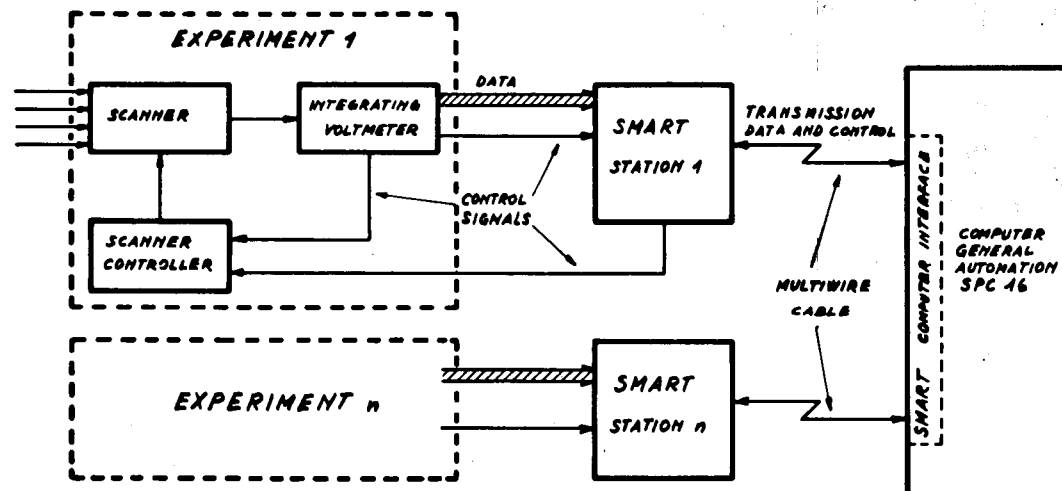 EXPERIMENT 1
SCANNER
INTEGRATING
VOLTMETER
DATA
SMART
STATION 1
TRANSMISSION
DATA AND CONTROL
CONTROL
SIGNALS
SCANNER
CONTROLLER
MULTIWIRE
CABLE
SMART COMPUTER INTERFACE
COMPUTER
GENERAL
AUTOMATION
SPC 16
EXPERIMENT n
SMART
STATION n